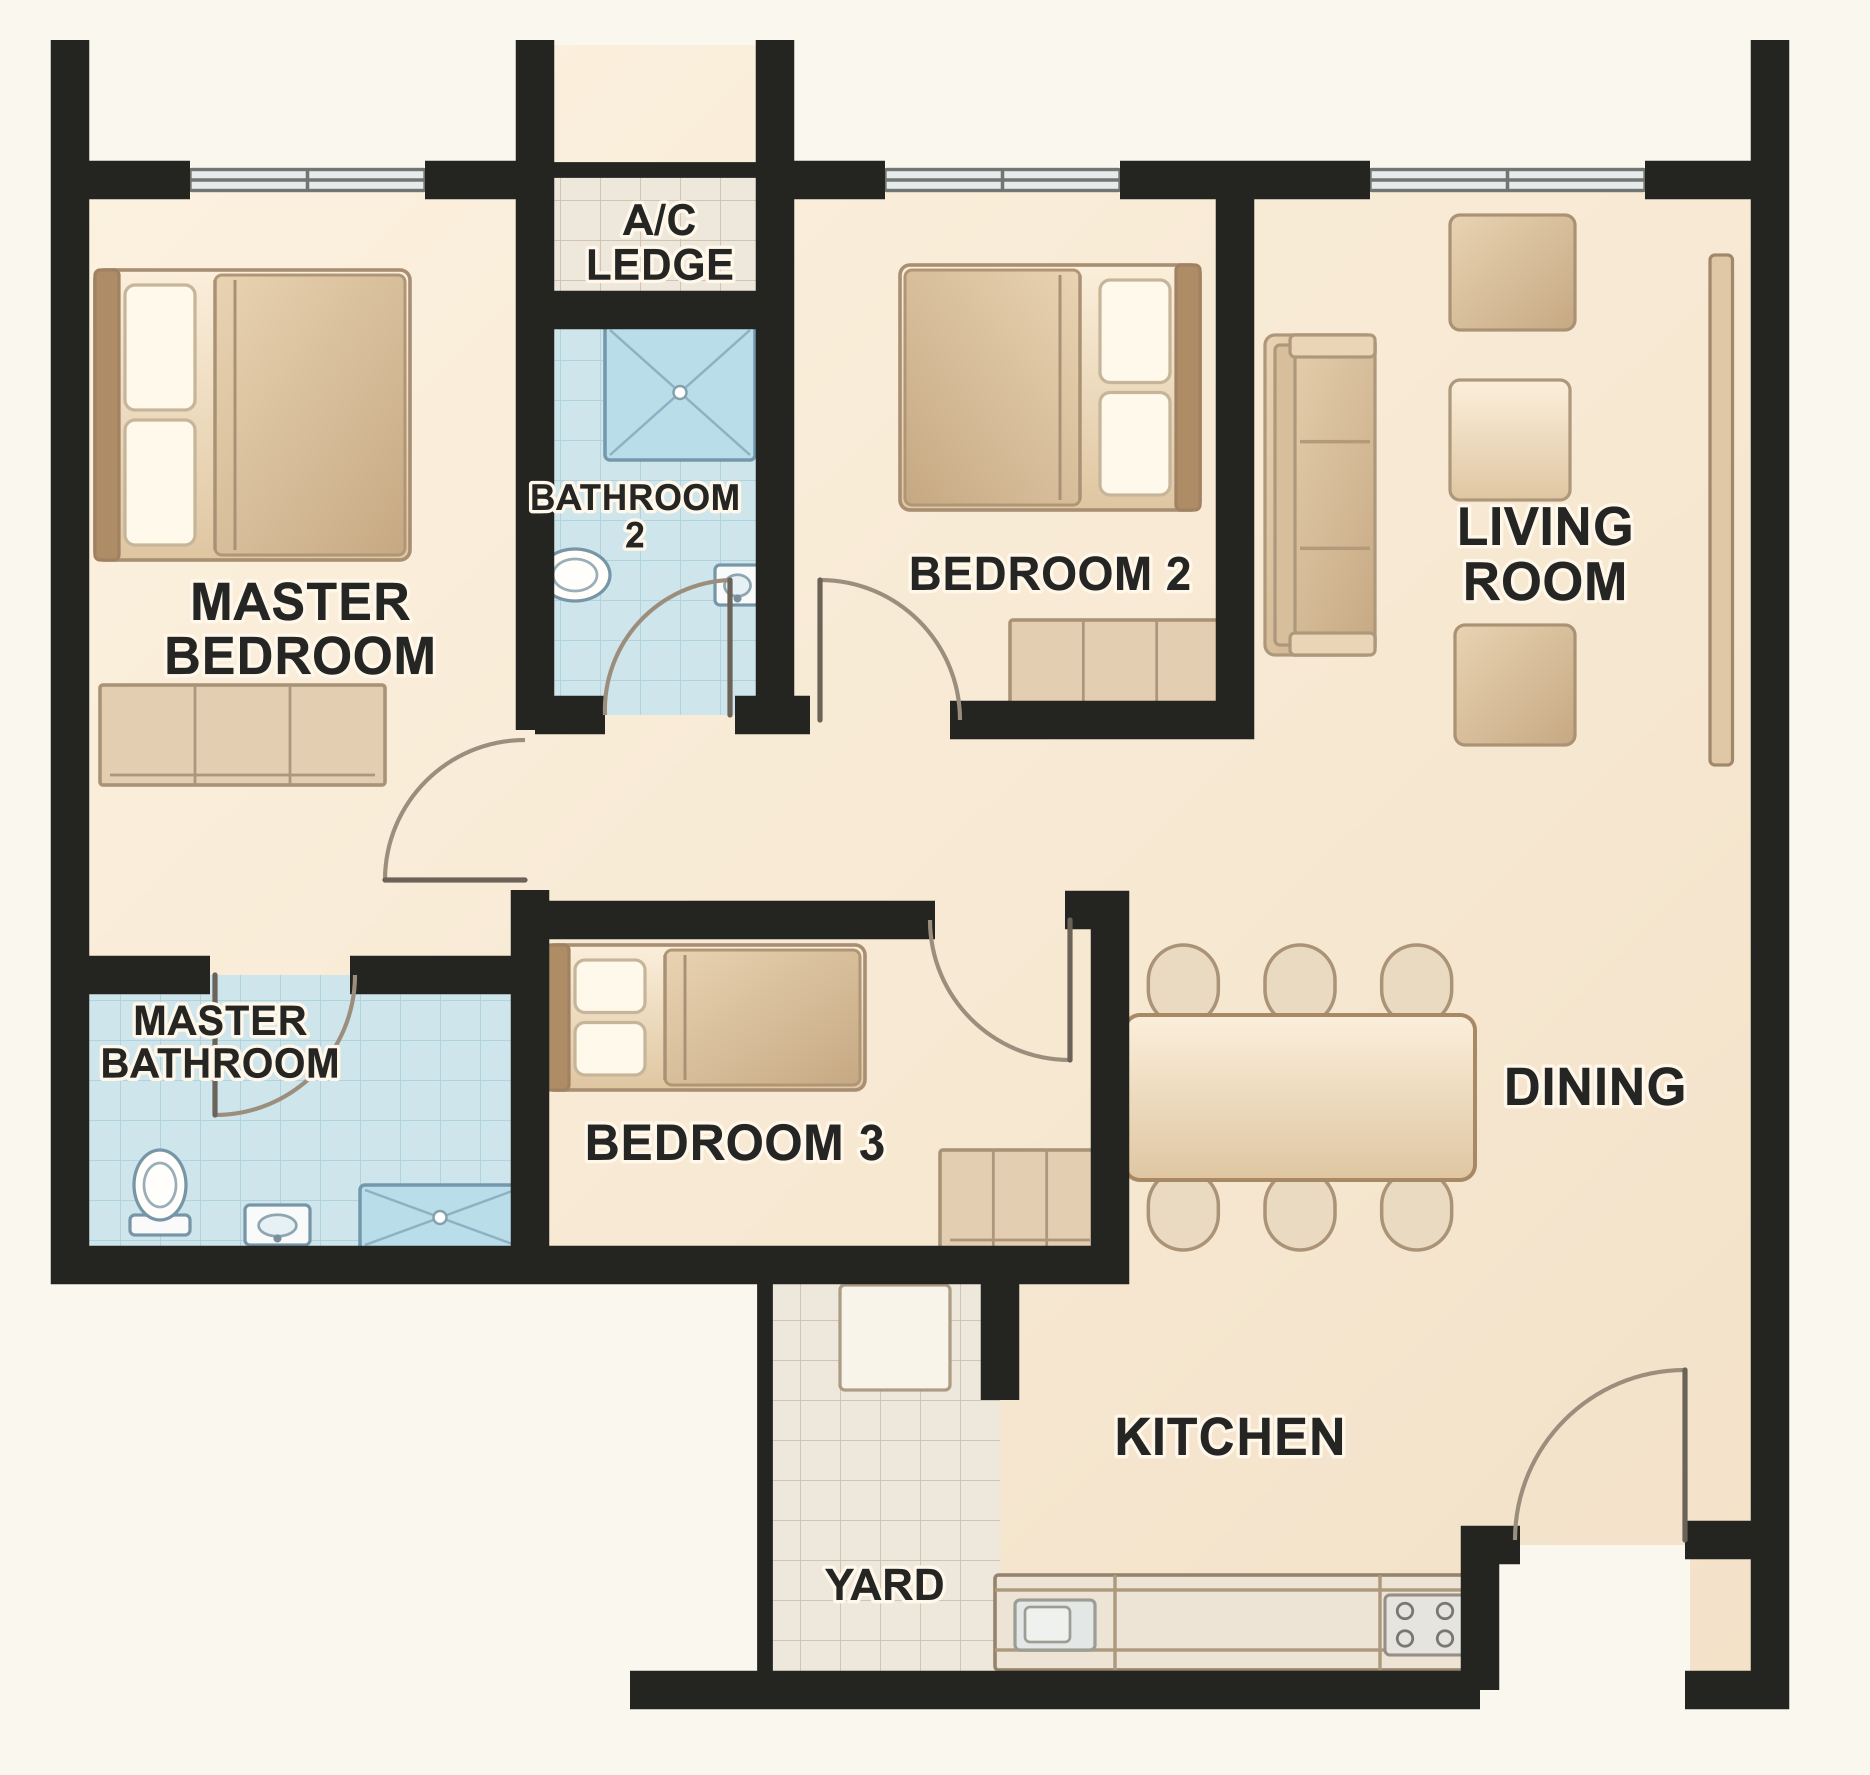 A/C
LEDGE
BATHROOM
2
MASTER
BEDROOM
BEDROOM 2
LIVING
ROOM
MASTER
BATHROOM
BEDROOM 3
DINING
KITCHEN
YARD